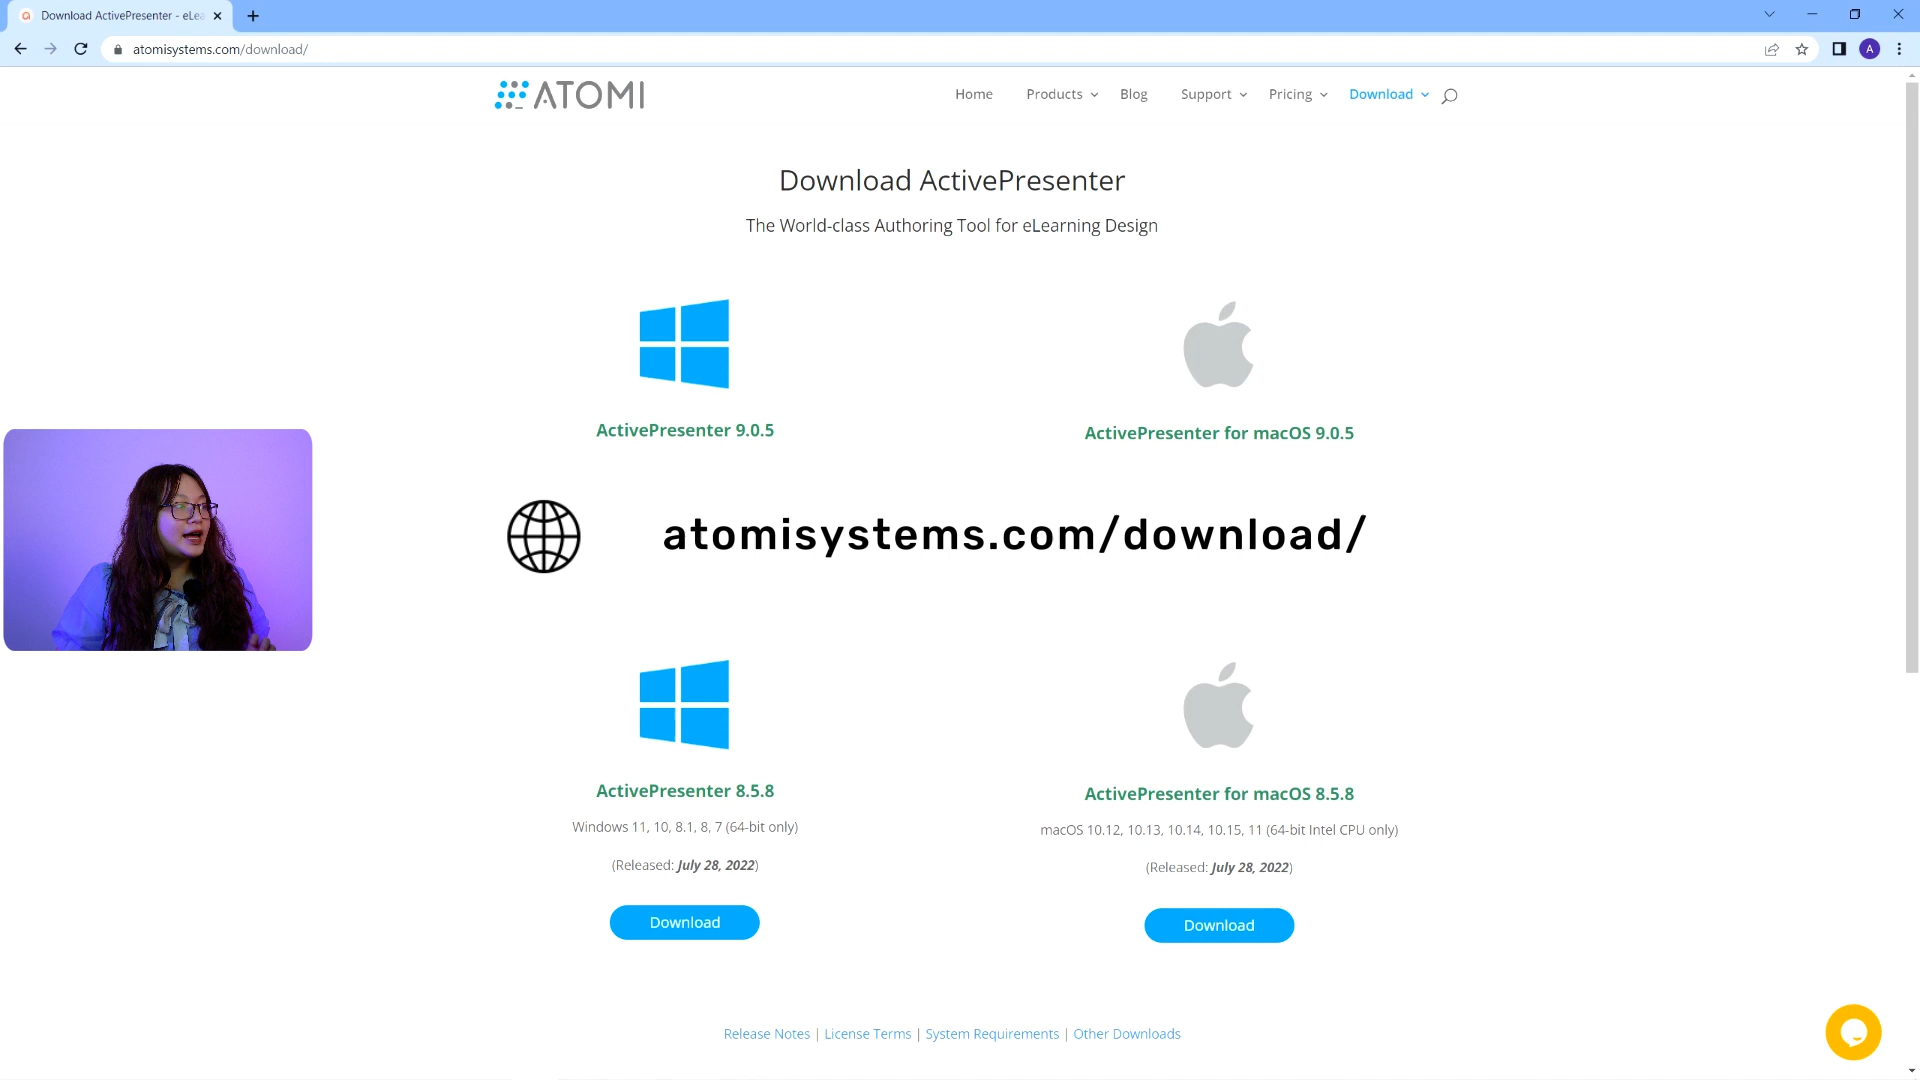 Download ActivePresenter - eLea
atomisystems.com/download/
A
ATOMI
Home Products Blog Support Pricing Download
Download ActivePresenter
The World-class Authoring Tool for eLearning Design
ActivePresenter 9.0.5
ActivePresenter for macOS 9.0.5
atomisystems.com/download/
ActivePresenter 8.5.8
Windows 11, 10, 8.1, 8, 7 (64-bit only)
(Released: July 28, 2022)
Download
ActivePresenter for macOS 8.5.8
macOS 10.12, 10.13, 10.14, 10.15, 11 (64-bit Intel CPU only)
(Released: July 28, 2022)
Download
Release Notes | License Terms | System Requirements | Other Downloads